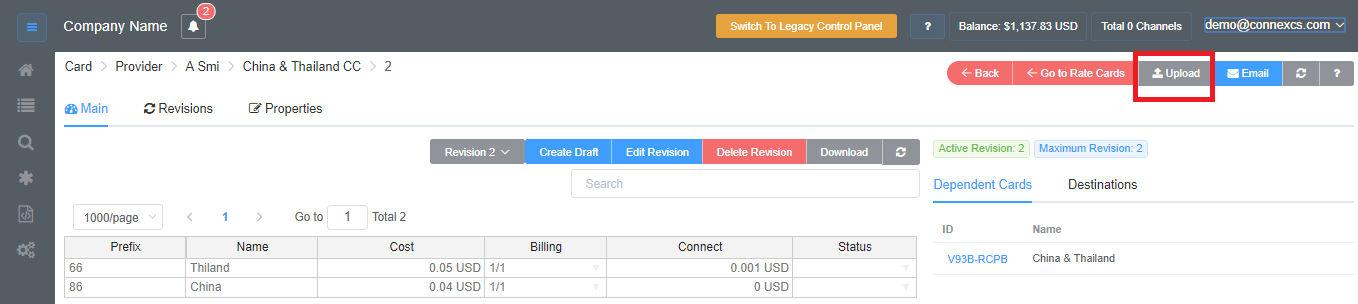 Company Name 2 Switch To Legacy Control Panel ? Balance: $1,137.83 USD Total 0 Channels demo@connexcs.com
Card > Provider > A Smi > China & Thailand CC > 2 Back Go to Rate Cards Upload Email ?
Main Revisions Properties
Revision 2 Create Draft Edit Revision Delete Revision Download Active Revision: 2 Maximum Revision: 2
Search Dependent Cards Destinations
1000/page < 1 > Go to 1 Total 2
ID Name
Prefix Name Cost Billing Connect Status
V93B-RCPB China & Thailand
66 Thiland 0.05 USD 1/1 0.001 USD
86 China 0.04 USD 1/1 0 USD